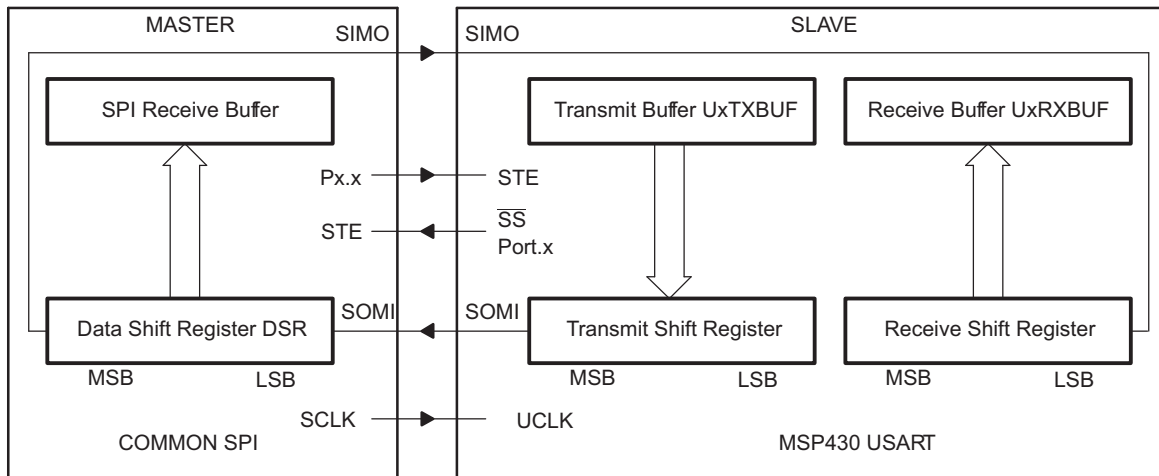 MASTER
SIMO
SIMO
SLAVE
SPI Receive Buffer
Transmit Buffer UxTXBUF
Receive Buffer UxRXBUF
Px.x
STE
STE
SS
Port.x
SOMI
SOMI
Data Shift Register DSR
Transmit Shift Register
Receive Shift Register
MSB
LSB
MSB
LSB
MSB
LSB
SCLK
UCLK
COMMON SPI
MSP430 USART